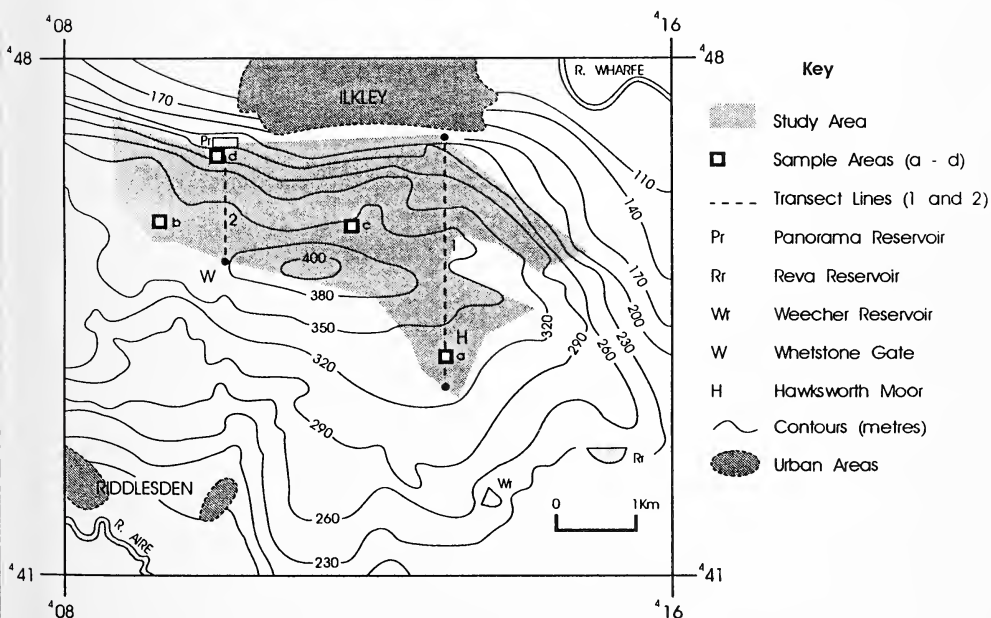 ⁴08
⁴16
⁴48
48
R. WHARFE
ILKLEY
170
Pr
d
110
140
b
2
c
1
170
W
400
380
200
350
320
230
H
260
a
290
320
290
Rr
Wr
RIDDLESDEN
0
1Km
260
R. AIRE
230
⁴41
⁴41
⁴08
⁴16
Key
Study Area
Sample Areas (a - d)
Transect Lines (1 and 2)
Pr Panorama Reservoir
Rr Reva Reservoir
Wr Weecher Reservoir
W Whetstone Gate
H Hawksworth Moor
Contours (metres)
Urban Areas